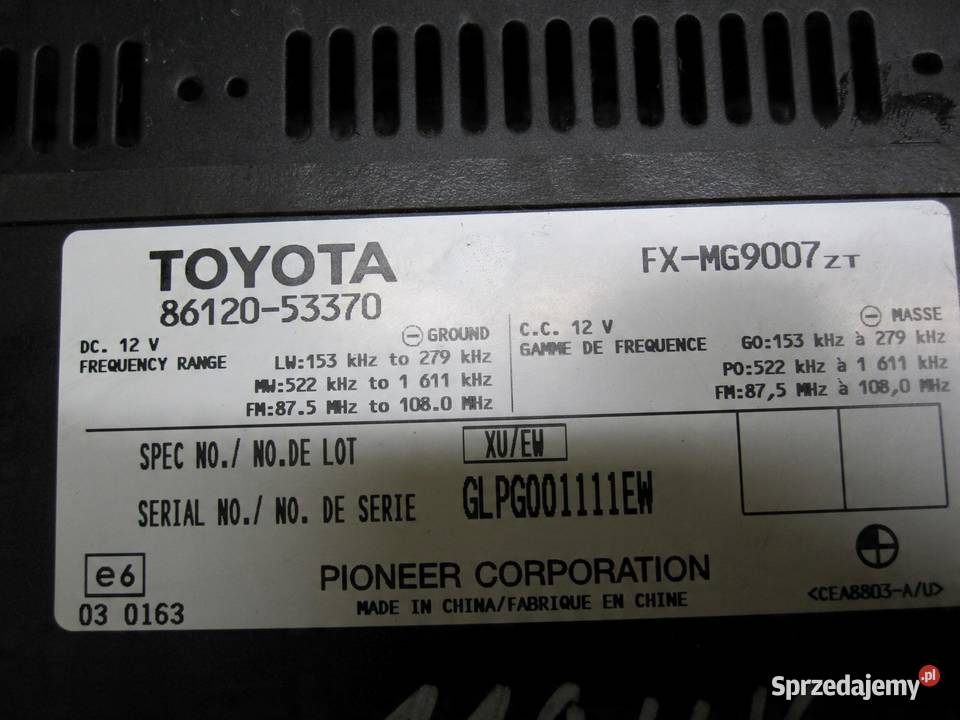 TOYOTA
86120-53370
FX-MG9007ZT
DC. 12 V
⊖ GROUND
FREQUENCY RANGE
LW:153 kHz to 279 kHz
MW:522 kHz to 1 611 kHz
FM:87.5 MHz to 108.0 MHz
C.C. 12 V
⊖ MASSE
GAMME DE FREQUENCE
GO:153 kHz à 279 kHz
PO:522 kHz à 1 611 kHz
FM:87,5 MHz à 108,0 MHz
SPEC NO./ NO.DE LOT XU/EW
SERIAL NO./ NO. DE SERIE GLPG001111EW
e6
03 0163
PIONEER CORPORATION
MADE IN CHINA/FABRIQUE EN CHINE
<CEA8803-A/U>
Sprzedajemy.pl